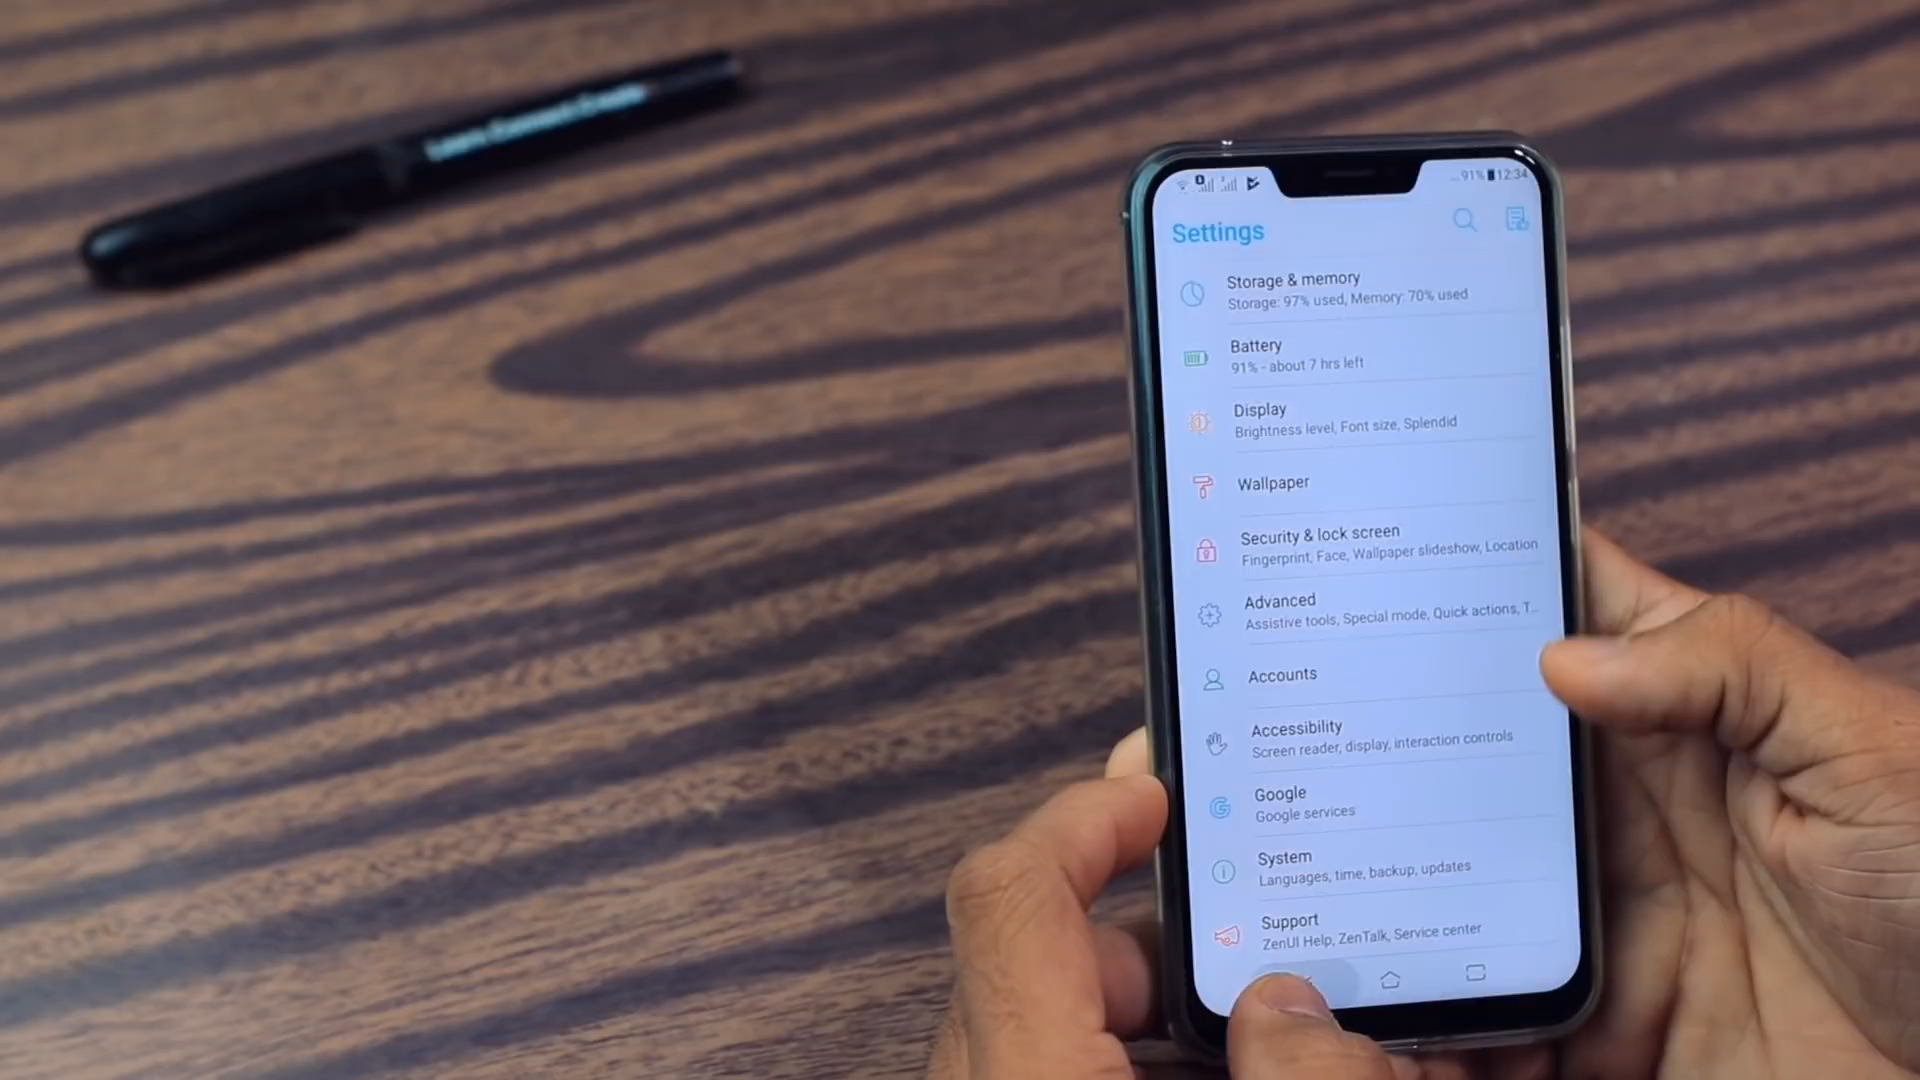 91% 12:34
Settings
Storage & memory
Storage: 97% used, Memory: 70% used
Battery
91% - about 7 hrs left
Display
Brightness level, Font size, Splendid
Wallpaper
Security & lock screen
Fingerprint, Face, Wallpaper slideshow, Location
Advanced
Assistive tools, Special mode, Quick actions, T...
Accounts
Accessibility
Screen reader, display, interaction controls
Google
Google services
System
Languages, time, backup, updates
Support
ZenUI Help, ZenTalk, Service center